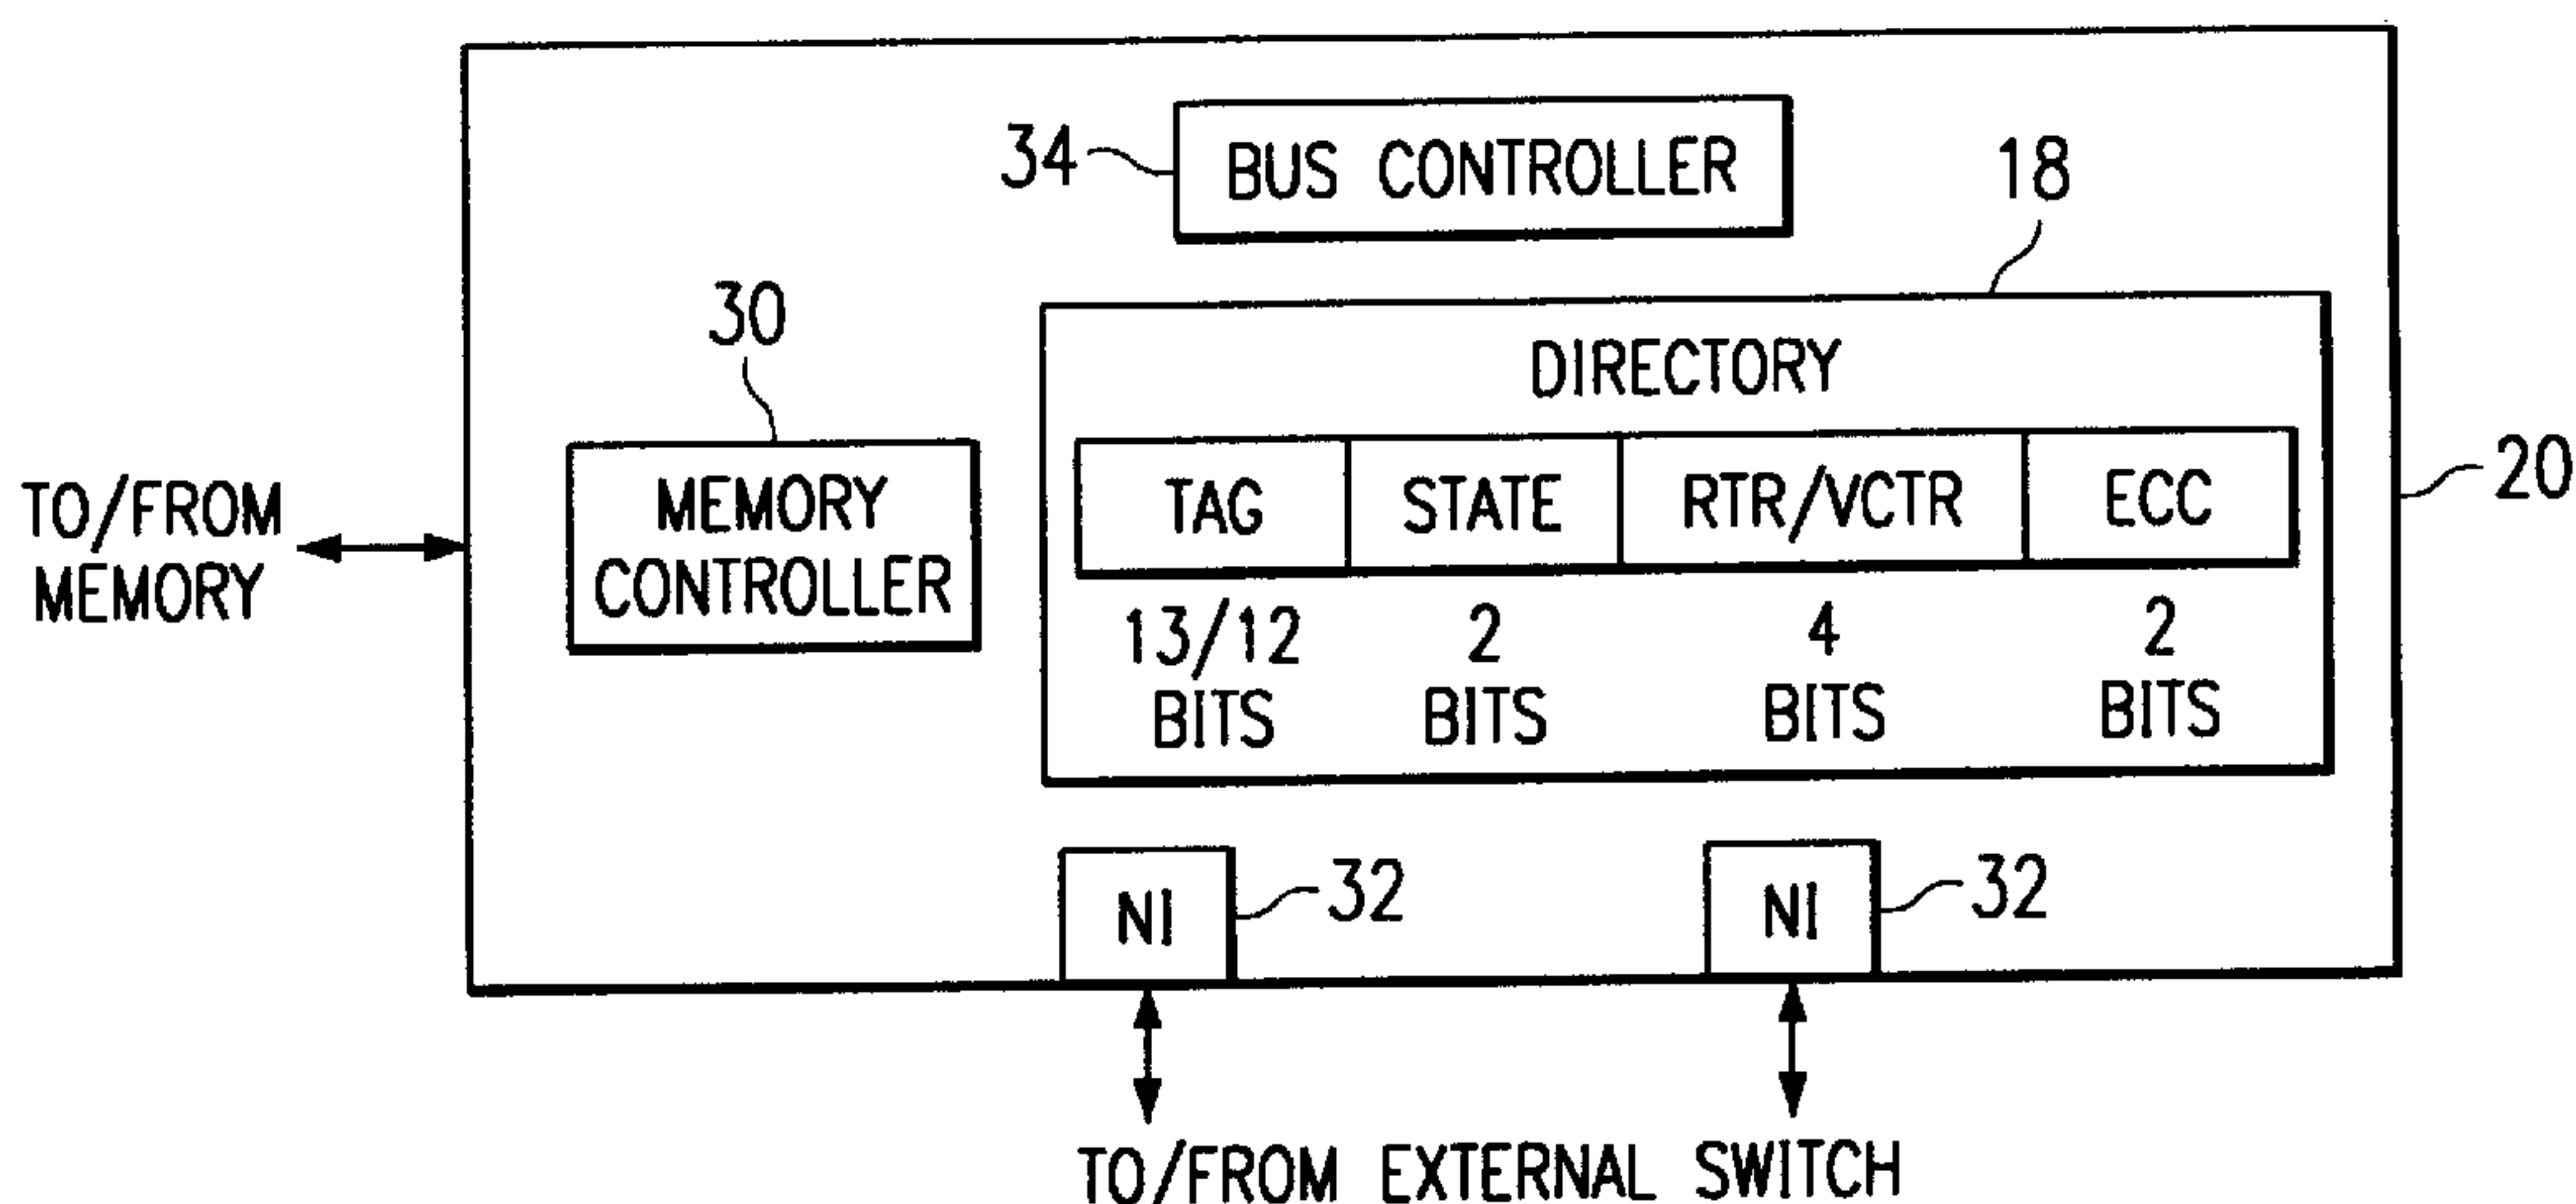 34
BUS CONTROLLER
18
30
DIRECTORY
20
TO/FROM
MEMORY
MEMORY
CONTROLLER
TAG
STATE
RTR/VCTR
ECC
13/12
BITS
2
BITS
4
BITS
2
BITS
NI
32
NI
32
TO/FROM EXTERNAL SWITCH